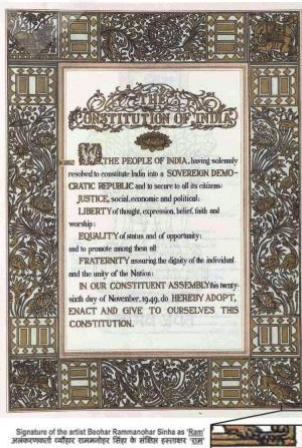 THE
CONSTITUTION OF INDIA
WE, THE PEOPLE OF INDIA, having solemnly
resolved to constitute India into a SOVEREIGN DEMO-
CRATIC REPUBLIC and to secure to all its citizens:
JUSTICE, social, economic and political;
LIBERTY of thought, expression, belief, faith and
worship;
EQUALITY of status and of opportunity;
and to promote among them all
FRATERNITY assuring the dignity of the individual
and the unity of the Nation;
IN OUR CONSTITUENT ASSEMBLY this twenty-
sixth day of November, 1949, do HEREBY ADOPT,
ENACT AND GIVE TO OURSELVES THIS
CONSTITUTION.
Signature of the artist Beohar Rammanohar Sinha as 'Ram'
अलंकरणकर्ता व्यौहार राममनोहर सिंहा के संक्षिप्त हस्ताक्षर 'राम'